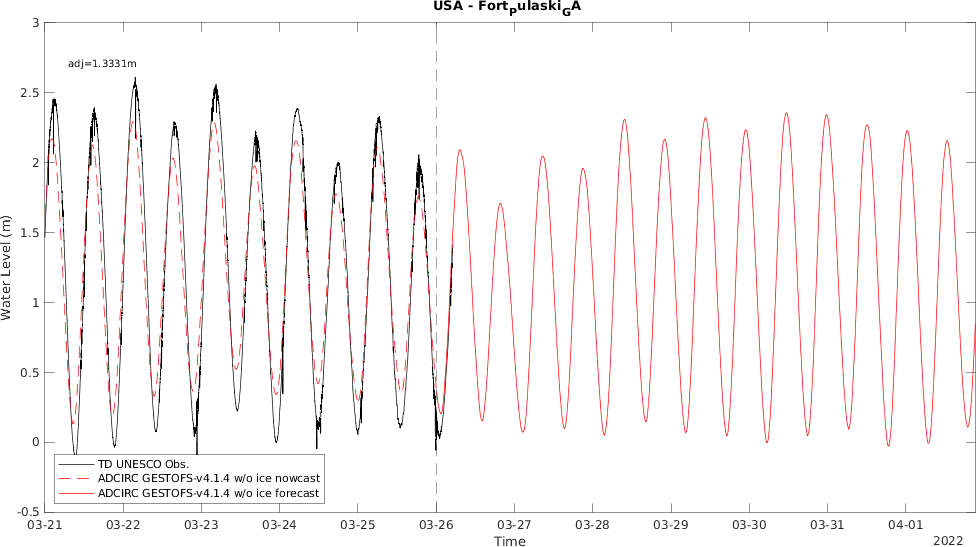 USA - Fort_Pulaski_GA
3
adj=1.3331m
2.5
2
1.5
1
0.5
0
-0.5
Water Level (m)
TD UNESCO Obs.
ADCIRC GESTOFS-v4.1.4 w/o ice nowcast
ADCIRC GESTOFS-v4.1.4 w/o ice forecast
03-21 03-22 03-23 03-24 03-25 03-26 03-27 03-28 03-29 03-30 03-31 04-01
Time
2022